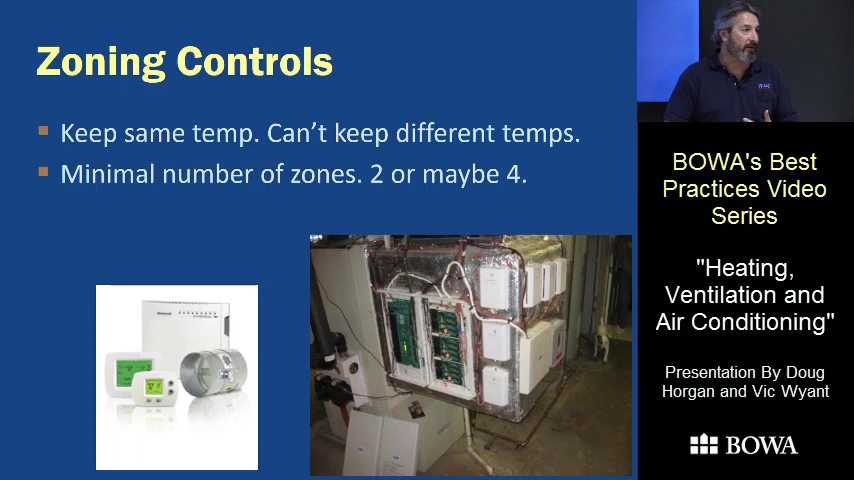 Zoning Controls
Keep same temp. Can't keep different temps.
Minimal number of zones. 2 or maybe 4.
BOWA's Best
Practices Video
Series
"Heating,
Ventilation and
Air Conditioning"
Presentation By Doug
Horgan and Vic Wyant
BOWA